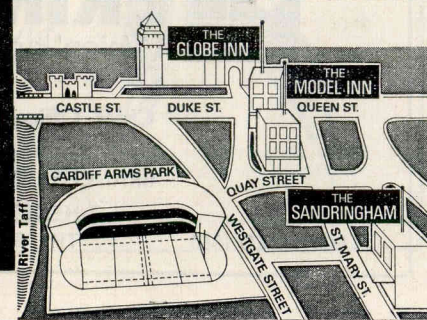 THE
GLOBE INN
THE
MODEL INN
CASTLE ST.
DUKE ST.
QUEEN ST.
CARDIFF ARMS PARK
QUAY STREET
THE
SANDRINGHAM
River Taff
WESTGATE STREET
ST. MARY ST.